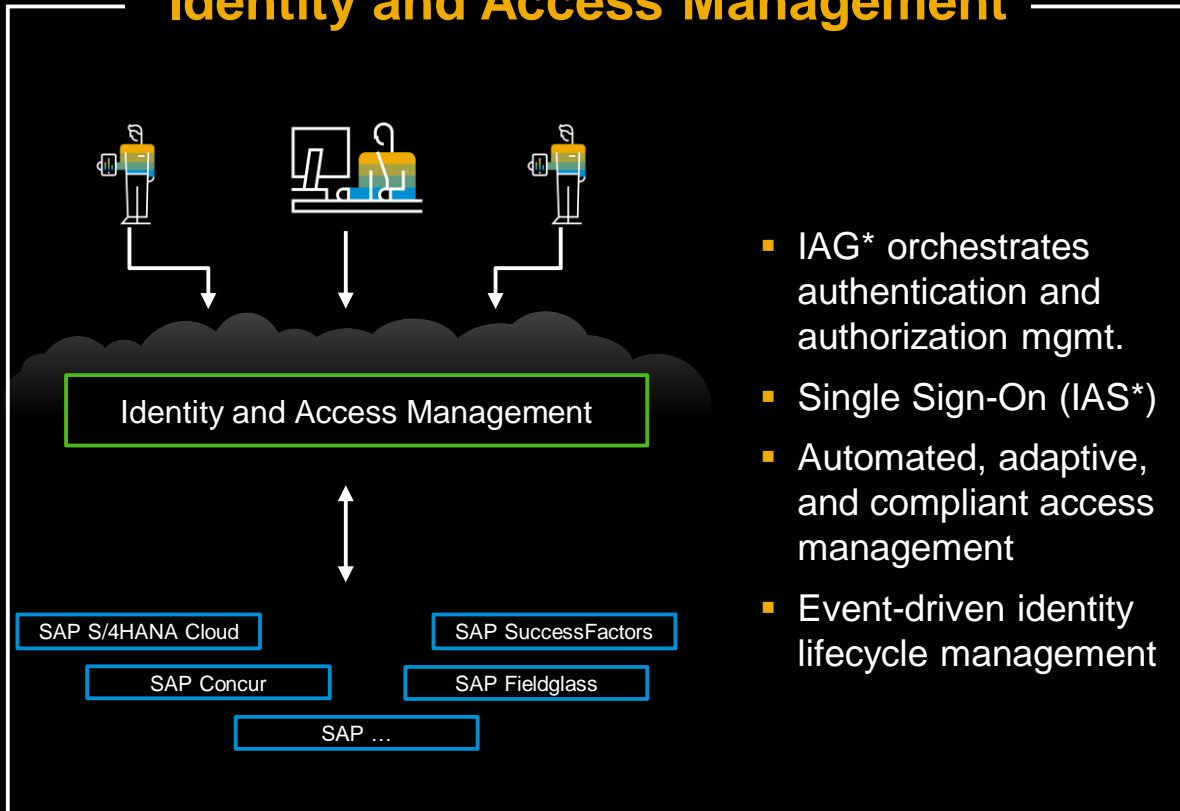 Identity and Access Management
Identity and Access Management
SAP S/4HANA Cloud
SAP SuccessFactors
SAP Concur
SAP Fieldglass
SAP …
▪ IAG* orchestrates
authentication and
authorization mgmt.
▪ Single Sign-On (IAS*)
▪ Automated, adaptive,
and compliant access
management
▪ Event-driven identity
lifecycle management